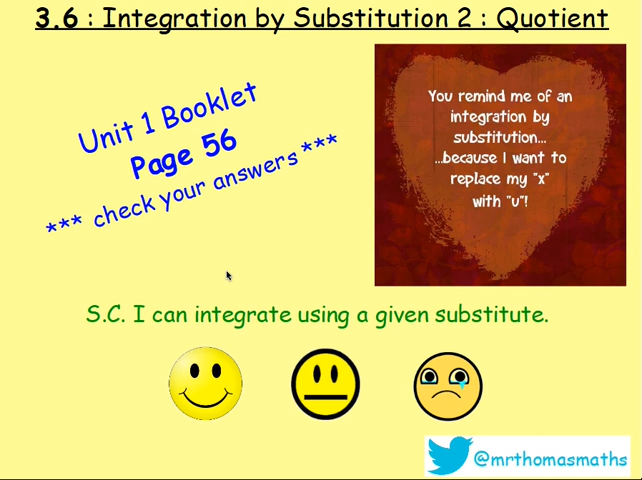 3.6 : Integration by Substitution 2 : Quotient
Unit 1 Booklet
Page 56
*** check your answers ***
You remind me of an
integration by
substitution...
...because I want to
replace my "x"
with "u"!
S.C. I can integrate using a given substitute.
@mrthomasmaths